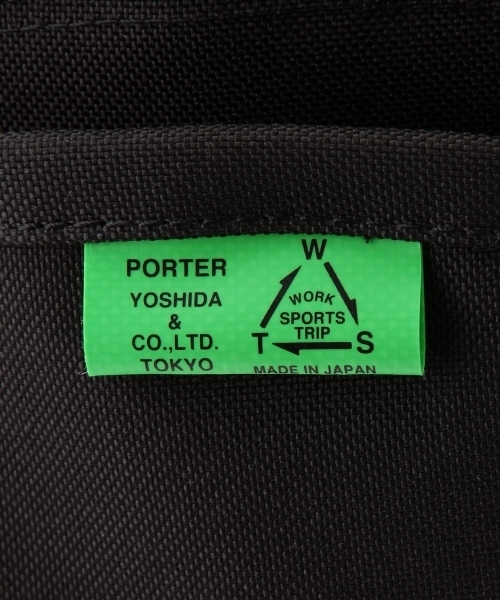 PORTER
YOSHIDA
&
CO.,LTD.
TOKYO
W
WORK
SPORTS
TRIP
T S
MADE IN JAPAN